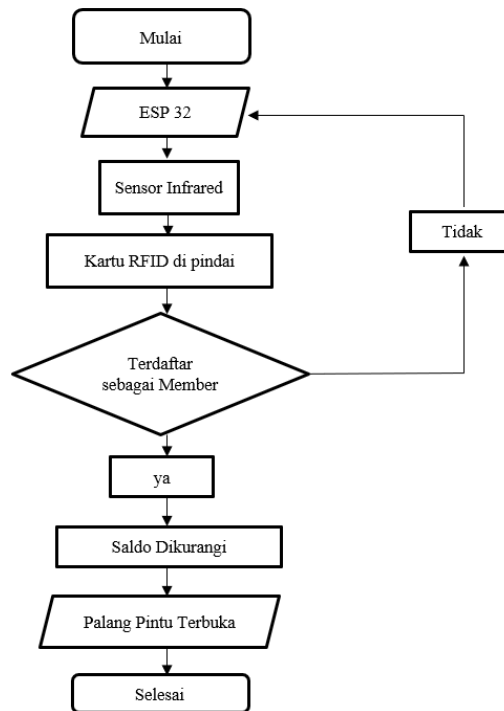 Mulai
ESP 32
Sensor Infrared
Kartu RFID di pindai
Tidak
Terdaftar
sebagai Member
ya
Saldo Dikurangi
Palang Pintu Terbuka
Selesai